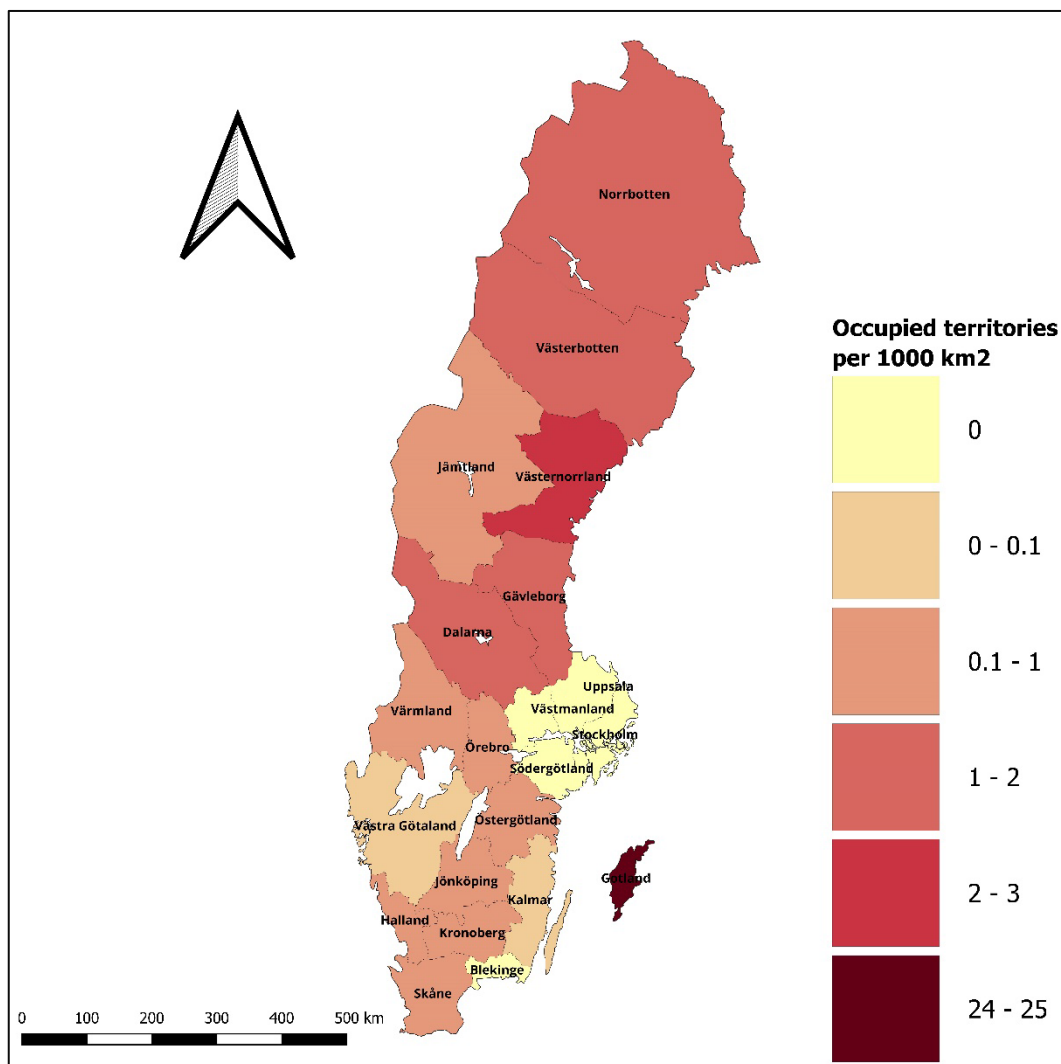 Norrbotten
Västerbotten
Jämtland
Västernorrland
Gävleborg
Dalarna
Uppsala
Västmanland
Värmland
Stockholm
Örebro
Södergötland
Östergötland
Västra Götaland
Jönköping
Gotland
Kalmar
Halland
Kronoberg
Blekinge
Skåne
0 100 200 300 400 500 km
Occupied territories
per 1000 km2
0
0 - 0.1
0.1 - 1
1 - 2
2 - 3
24 - 25